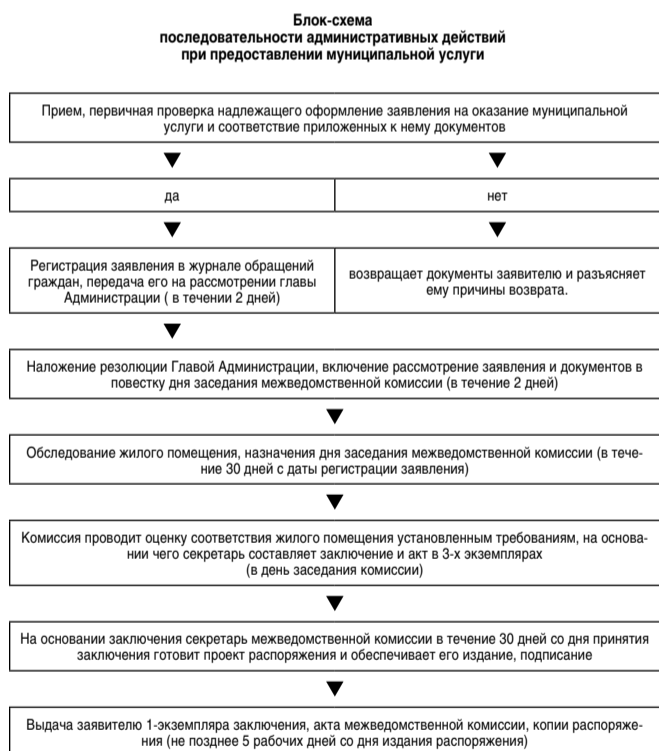 Блок-схема
последовательности административных действий
при предоставлении муниципальной услуги
Прием, первичная проверка надлежащего оформление заявления на оказание муниципальной
услуги и соответствие приложенных к нему документов
да
нет
Регистрация заявления в журнале обращений
граждан, передача его на рассмотрении главы
Администрации ( в течении 2 дней)
возвращает документы заявителю и разъясняет
ему причины возврата.
Наложение резолюции Главой Администрации, включение рассмотрение заявления и документов в
повестку дня заседания межведомственной комиссии (в течение 2 дней)
Обследование жилого помещения, назначения дня заседания межведомственной комиссии (в тече-
ние 30 дней с даты регистрации заявления)
Комиссия проводит оценку соответствия жилого помещения установленным требованиям, на основа-
нии чего секретарь составляет заключение и акт в 3-х экземплярах
(в день заседания комиссии)
На основании заключения секретарь межведомственной комиссии в течение 30 дней со дня принятия
заключения готовит проект распоряжения и обеспечивает его издание, подписание
Выдача заявителю 1-экземпляра заключения, акта межведомственной комиссии, копии распоряже-
ния (не позднее 5 рабочих дней со дня издания распоряжения)